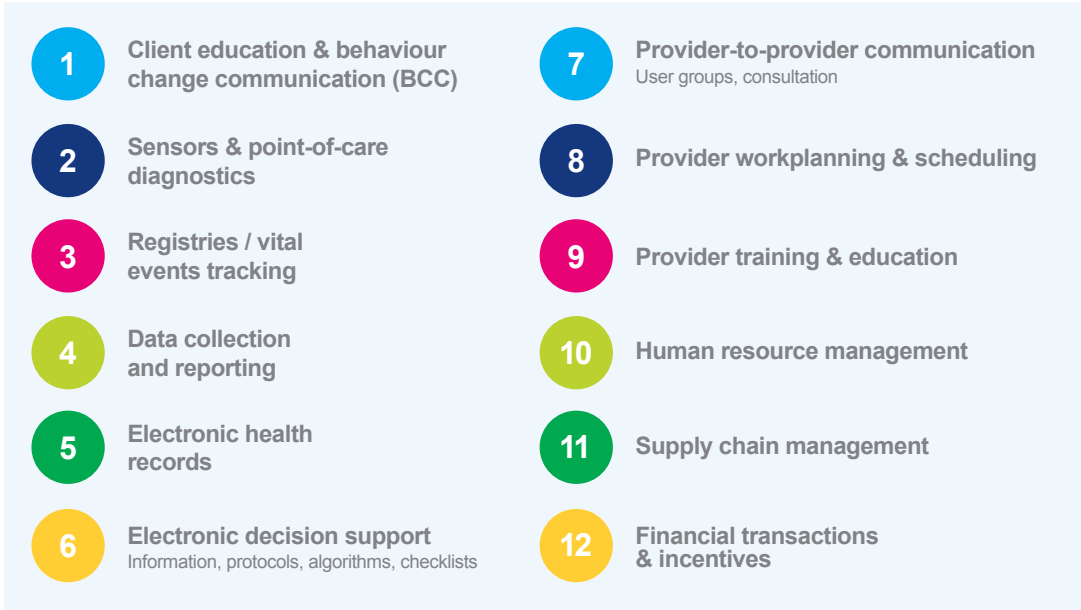 1
Client education & behaviour
change communication (BCC)
2
Sensors & point-of-care
diagnostics
3
Registries / vital
events tracking
4
Data collection
and reporting
5
Electronic health
records
6
Electronic decision support
Information, protocols, algorithms, checklists
7
Provider-to-provider communication
User groups, consultation
8
Provider workplanning & scheduling
9
Provider training & education
10
Human resource management
11
Supply chain management
12
Financial transactions
& incentives